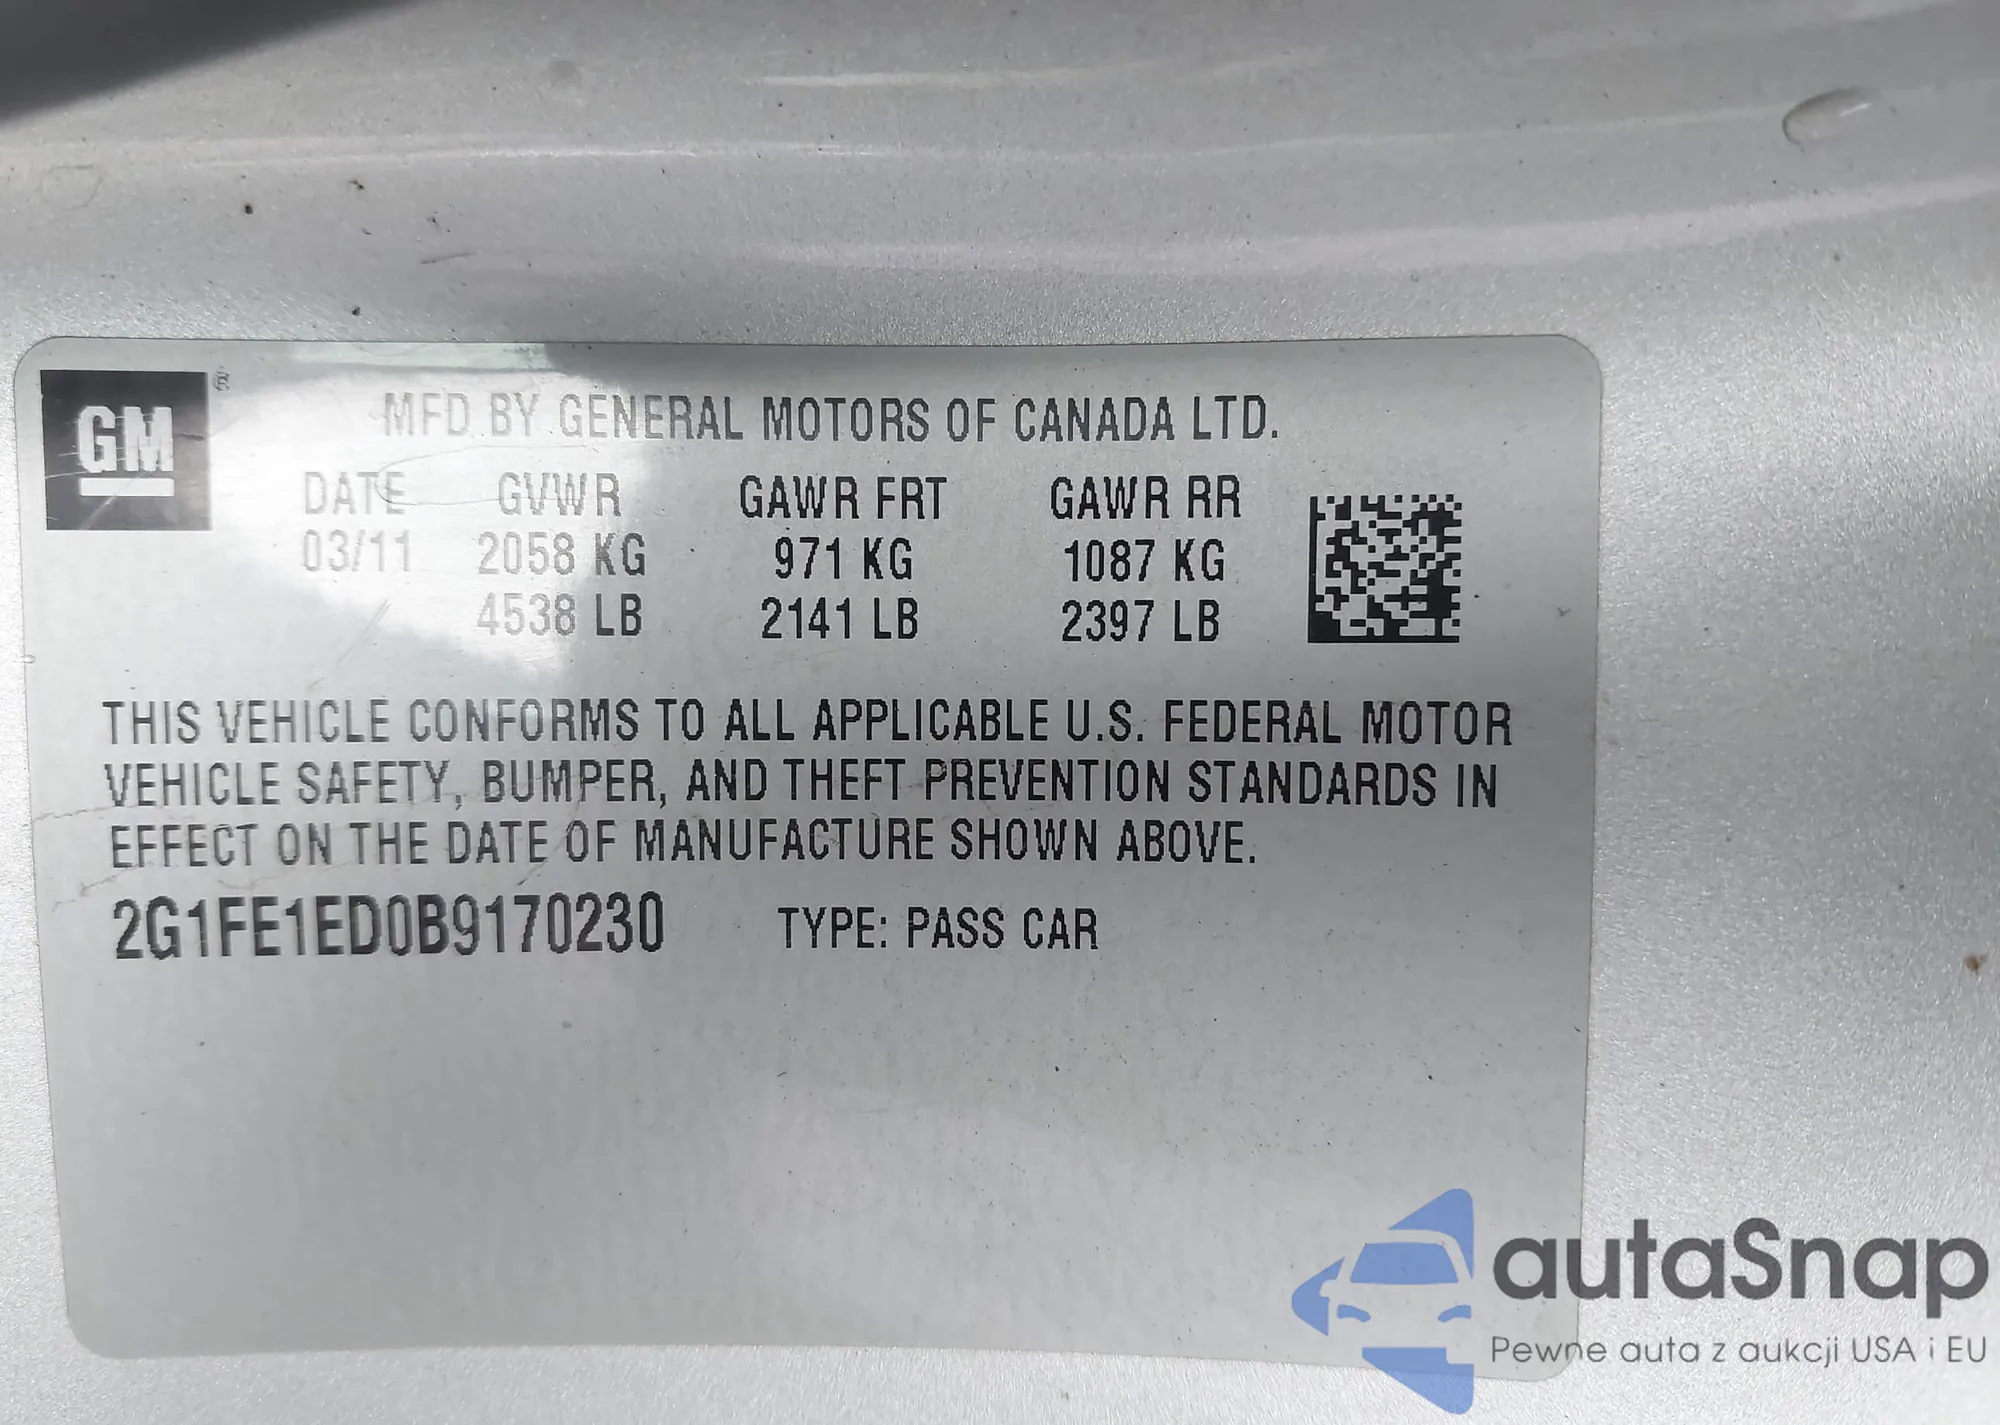 GM ®
MFD BY GENERAL MOTORS OF CANADA LTD.
DATE GVWR GAWR FRT GAWR RR
03/11 2058 KG 971 KG 1087 KG
4538 LB 2141 LB 2397 LB
THIS VEHICLE CONFORMS TO ALL APPLICABLE U.S. FEDERAL MOTOR
VEHICLE SAFETY, BUMPER, AND THEFT PREVENTION STANDARDS IN
EFFECT ON THE DATE OF MANUFACTURE SHOWN ABOVE.
2G1FE1ED0B9170230 TYPE: PASS CAR
autaSnap
Pewne auta z aukcji USA i EU